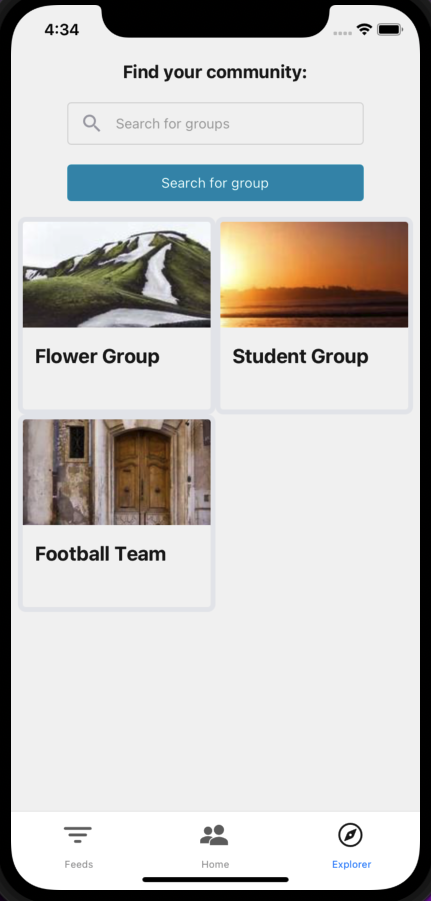 4:34
Find your community:
Search for groups
Search for group
Flower Group
Student Group
Football Team
Feeds
Home
Explorer